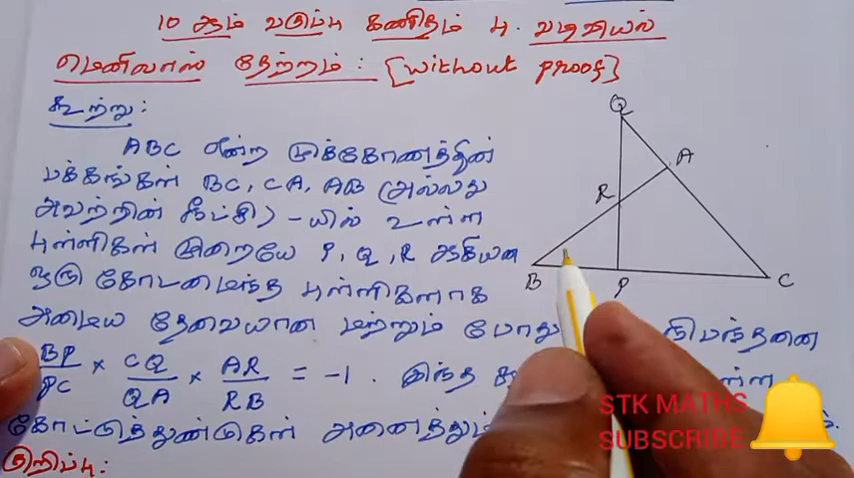 10 ஆம் வகுப்பு கணிதம் 4. வடிவியல்
மெனிலாஸ் தேற்றம் : [without proof]
கூற்று :
ABC என்ற முக்கோணத்தின்
பக்கங்கள் BC, CA, AB அல்லது
அவற்றின் நீட்சி) -யில் உள்ள
புள்ளிகள் முறையே P, Q, R ஆகியன
ஒரு கோடமைந்த புள்ளிகளாக
அமைய தேவையான மற்றும் போது நிபந்தனை
BP/PC × CQ/QA × AR/RB = -1 . இந்த ள்ள
கோட்டுத்துண்டுகள் அனைத்தும்
குறிப்பு :
Q
A
R
B
P
C
STK MATHS
SUBSCRIBE